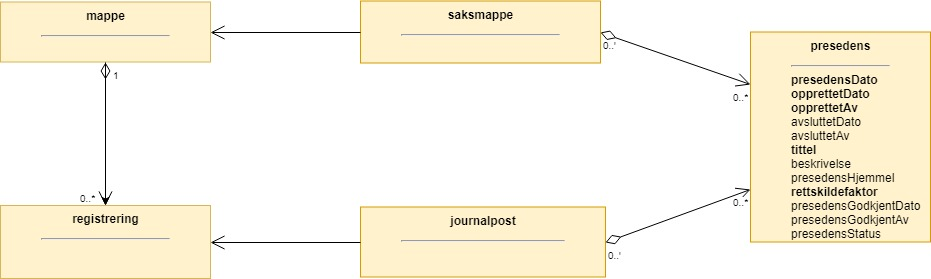 mappe
saksmappe
0..'
0..*
1
0..*
presedens
presedensDato
opprettetDato
opprettetAv
avsluttetDato
avsluttetAv
tittel
beskrivelse
presedensHjemmel
rettskildefaktor
presedensGodkjentDato
presedensGodkjentAv
presedensStatus
registrering
journalpost
0..'
0..*